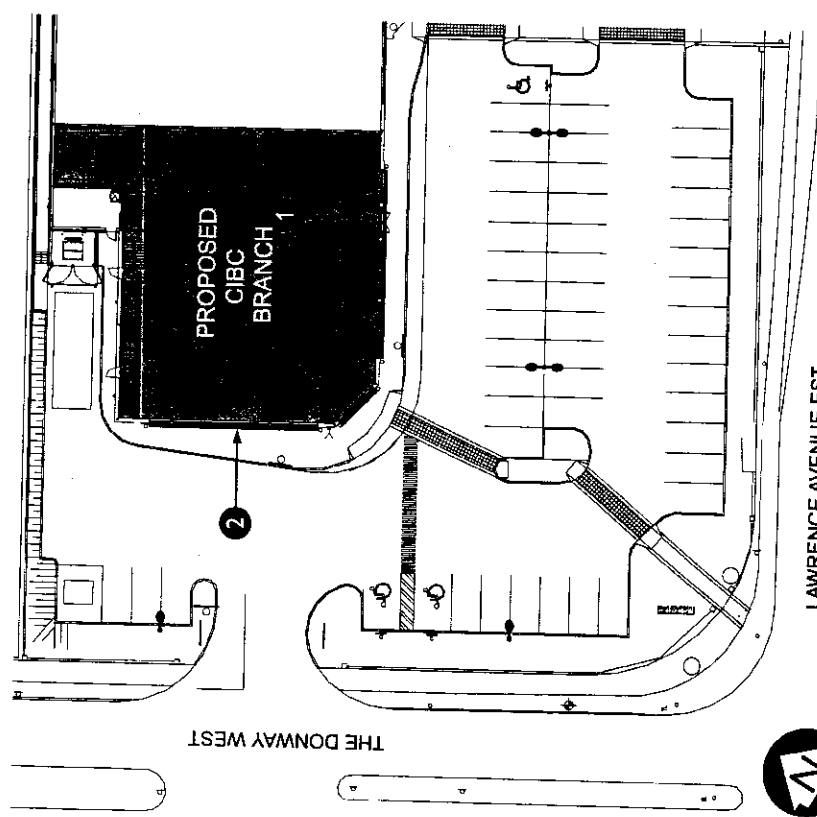 PROPOSED
CIBC
BRANCH 1
2
THE DONWAY WEST
LAWRENCE AVENUE EST
N